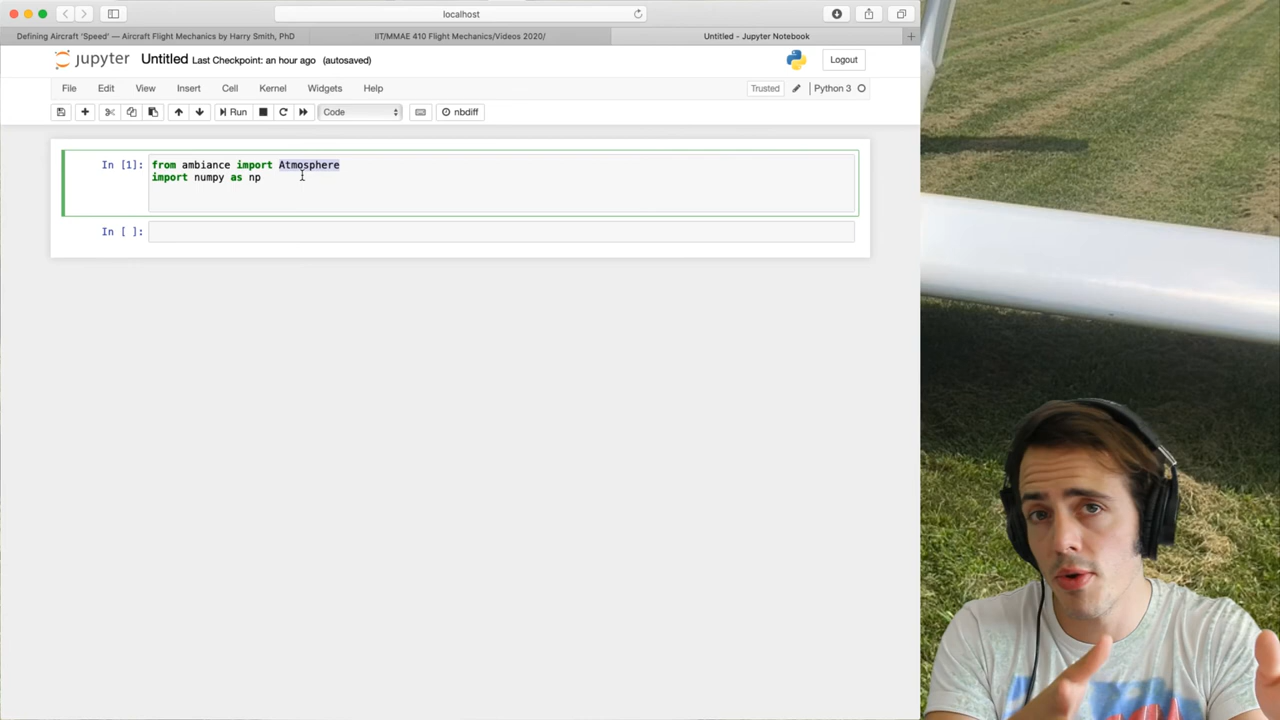 localhost
Defining Aircraft 'Speed' — Aircraft Flight Mechanics by Harry Smith, PhD
IIT/MMAE 410 Flight Mechanics/Videos 2020/
Untitled - Jupyter Notebook
jupyter Untitled Last Checkpoint: an hour ago (autosaved)
Logout
File Edit View Insert Cell Kernel Widgets Help
Trusted
Python 3
Run
Code
nbdiff
In [1]: from ambiance import Atmosphere
import numpy as np
In [ ]: